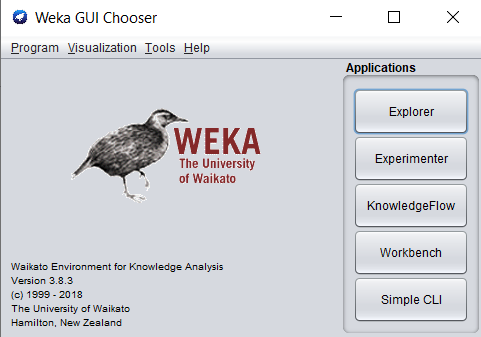 Weka GUI Chooser
Program Visualization Tools Help
Applications
Explorer
Experimenter
KnowledgeFlow
Workbench
Simple CLI
WEKA
The University
of Waikato
Waikato Environment for Knowledge Analysis
Version 3.8.3
(c) 1999 - 2018
The University of Waikato
Hamilton, New Zealand